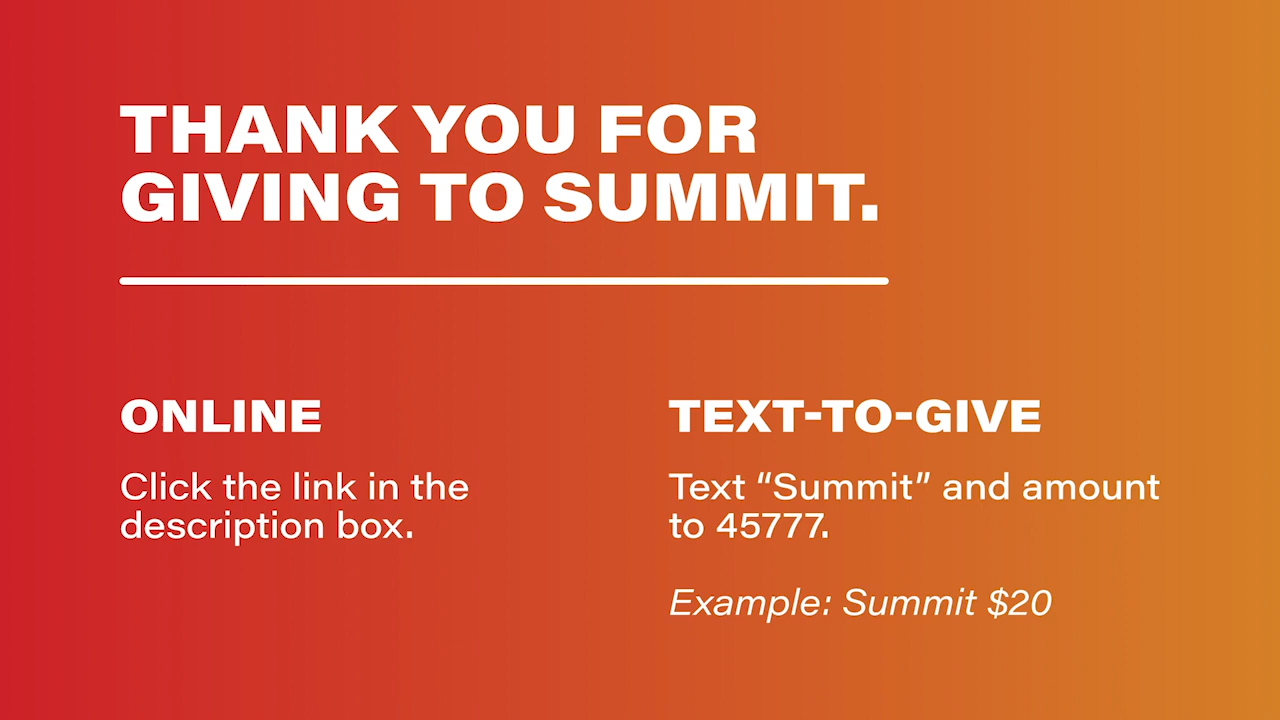 THANK YOU FOR
GIVING TO SUMMIT.
ONLINE
Click the link in the
description box.
TEXT-TO-GIVE
Text “Summit” and amount
to 45777.
Example: Summit $20